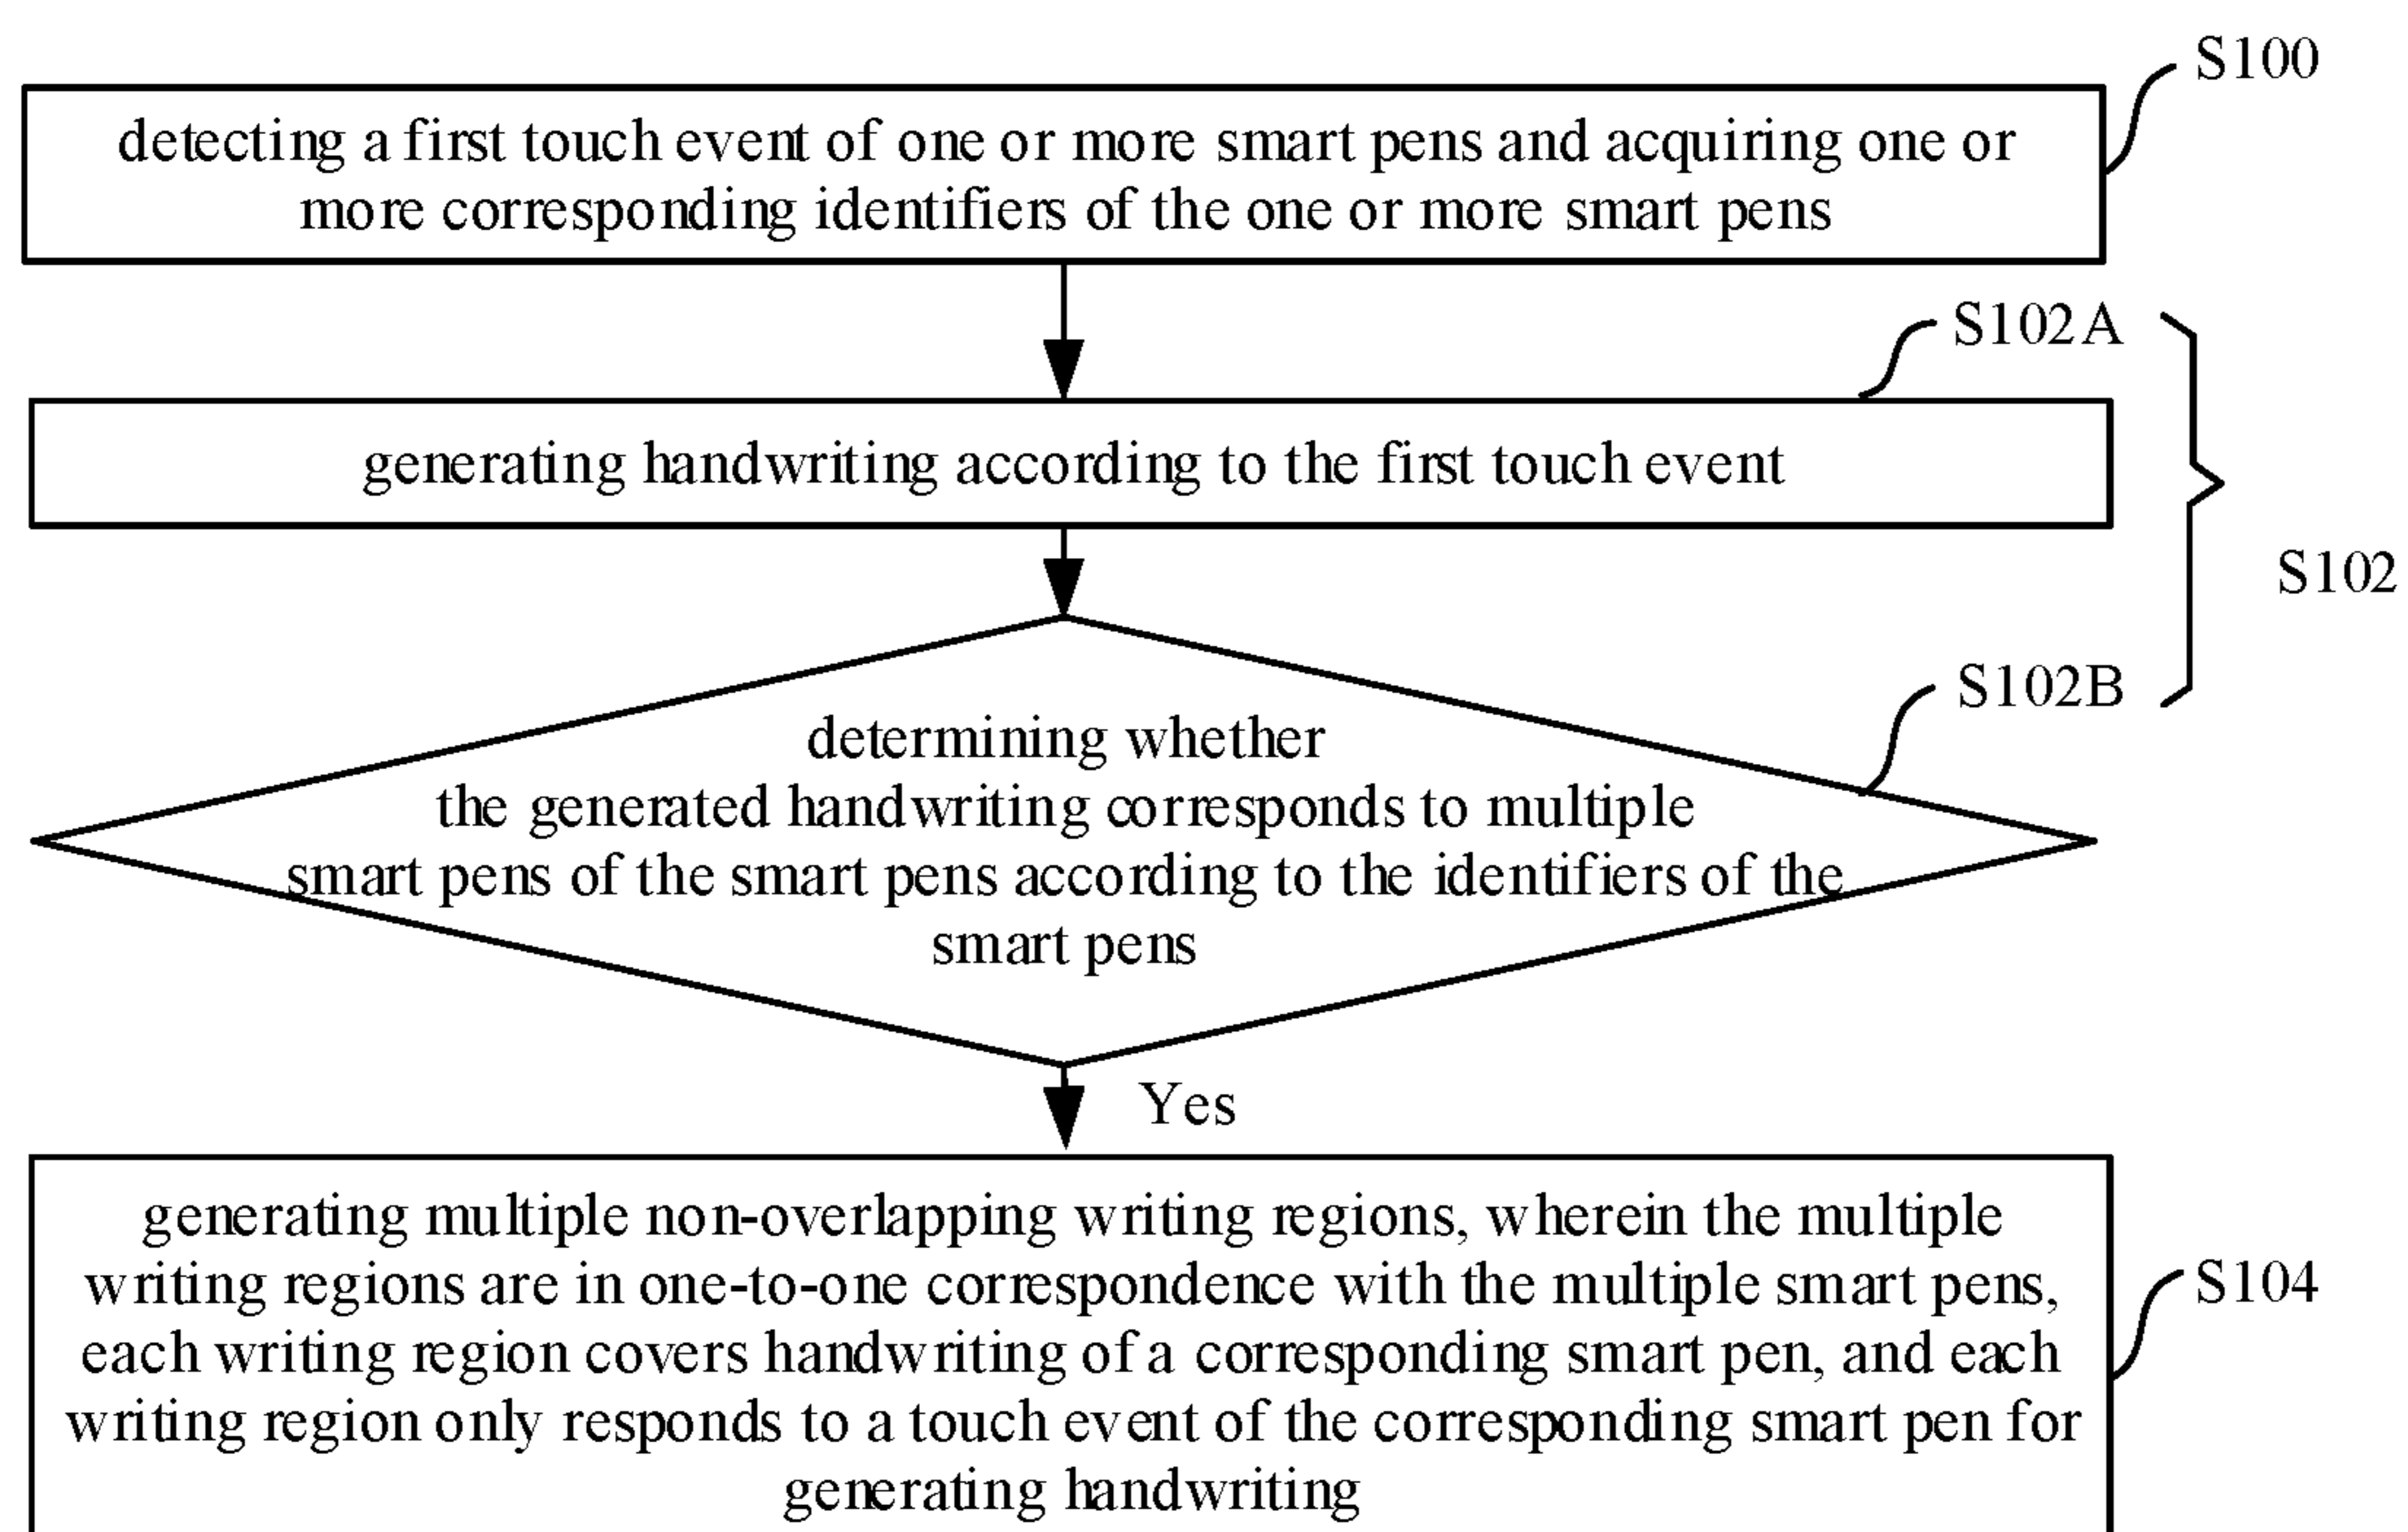 S100
detecting a first touch event of one or more smart pens and acquiring one or
more corresponding identifiers of the one or more smart pens
S102A
generating handwriting according to the first touch event
S102
S102B
determining whether
the generated handwriting corresponds to multiple
smart pens of the smart pens according to the identifiers of the
smart pens
Yes
generating multiple non-overlapping writing regions, wherein the multiple
writing regions are in one-to-one correspondence with the multiple smart pens,
S104
each writing region covers handwriting of a corresponding smart pen, and each
writing region only responds to a touch event of the corresponding smart pen for
generating handwriting